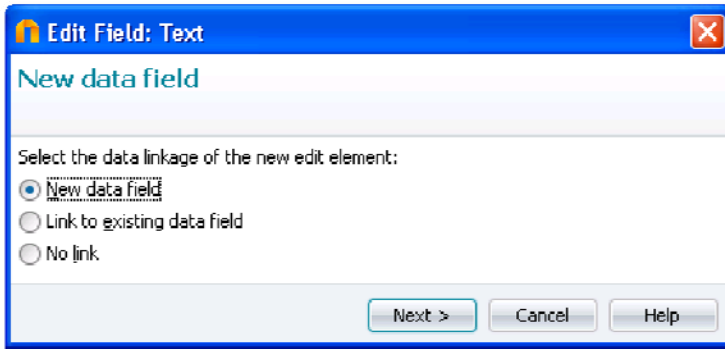 Edit Field: Text
New data field
Select the data linkage of the new edit element:
New data field
Link to existing data field
No link
Next > Cancel Help